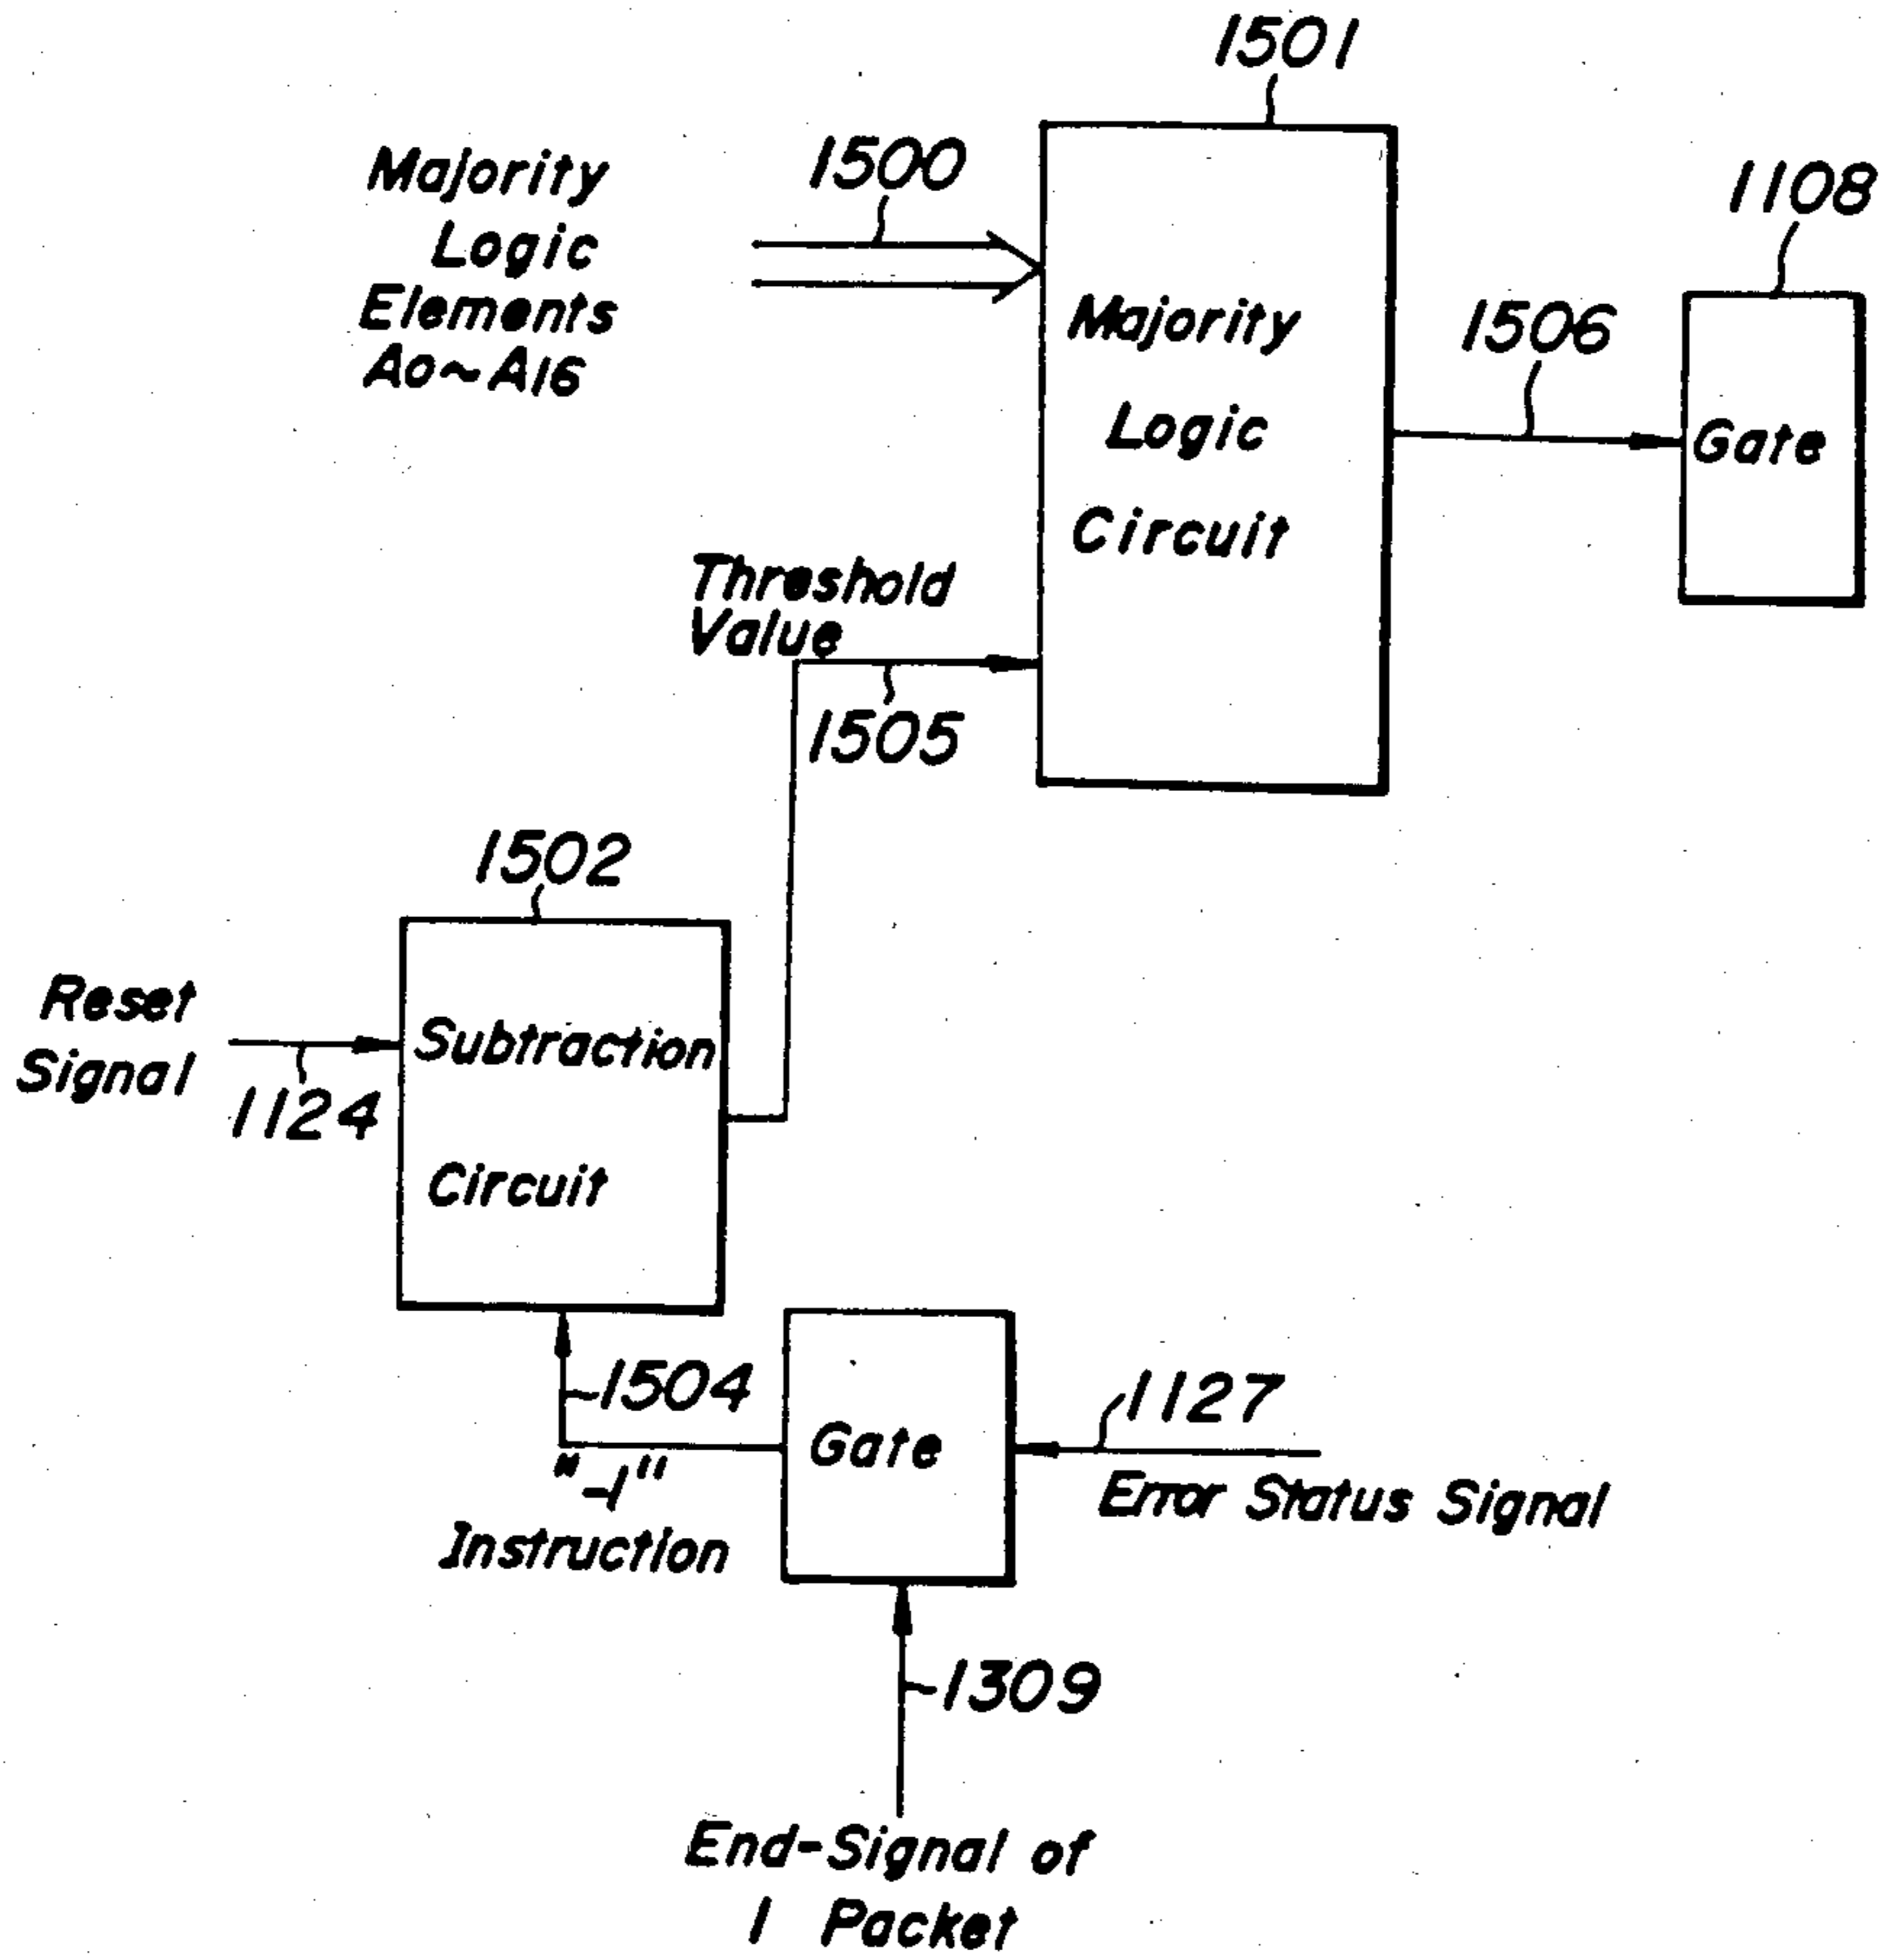 1501
1500
Majority
Logic
Elements
A0~A16
1108
Majority
Logic
Circuit
1506
Gate
Threshold
Value
1505
1502
Reset
Signal
1124
Subtraction
Circuit
1504
"-1"
Instruction
Gate
1127
Error Status Signal
1309
End-Signal of
1 Packet